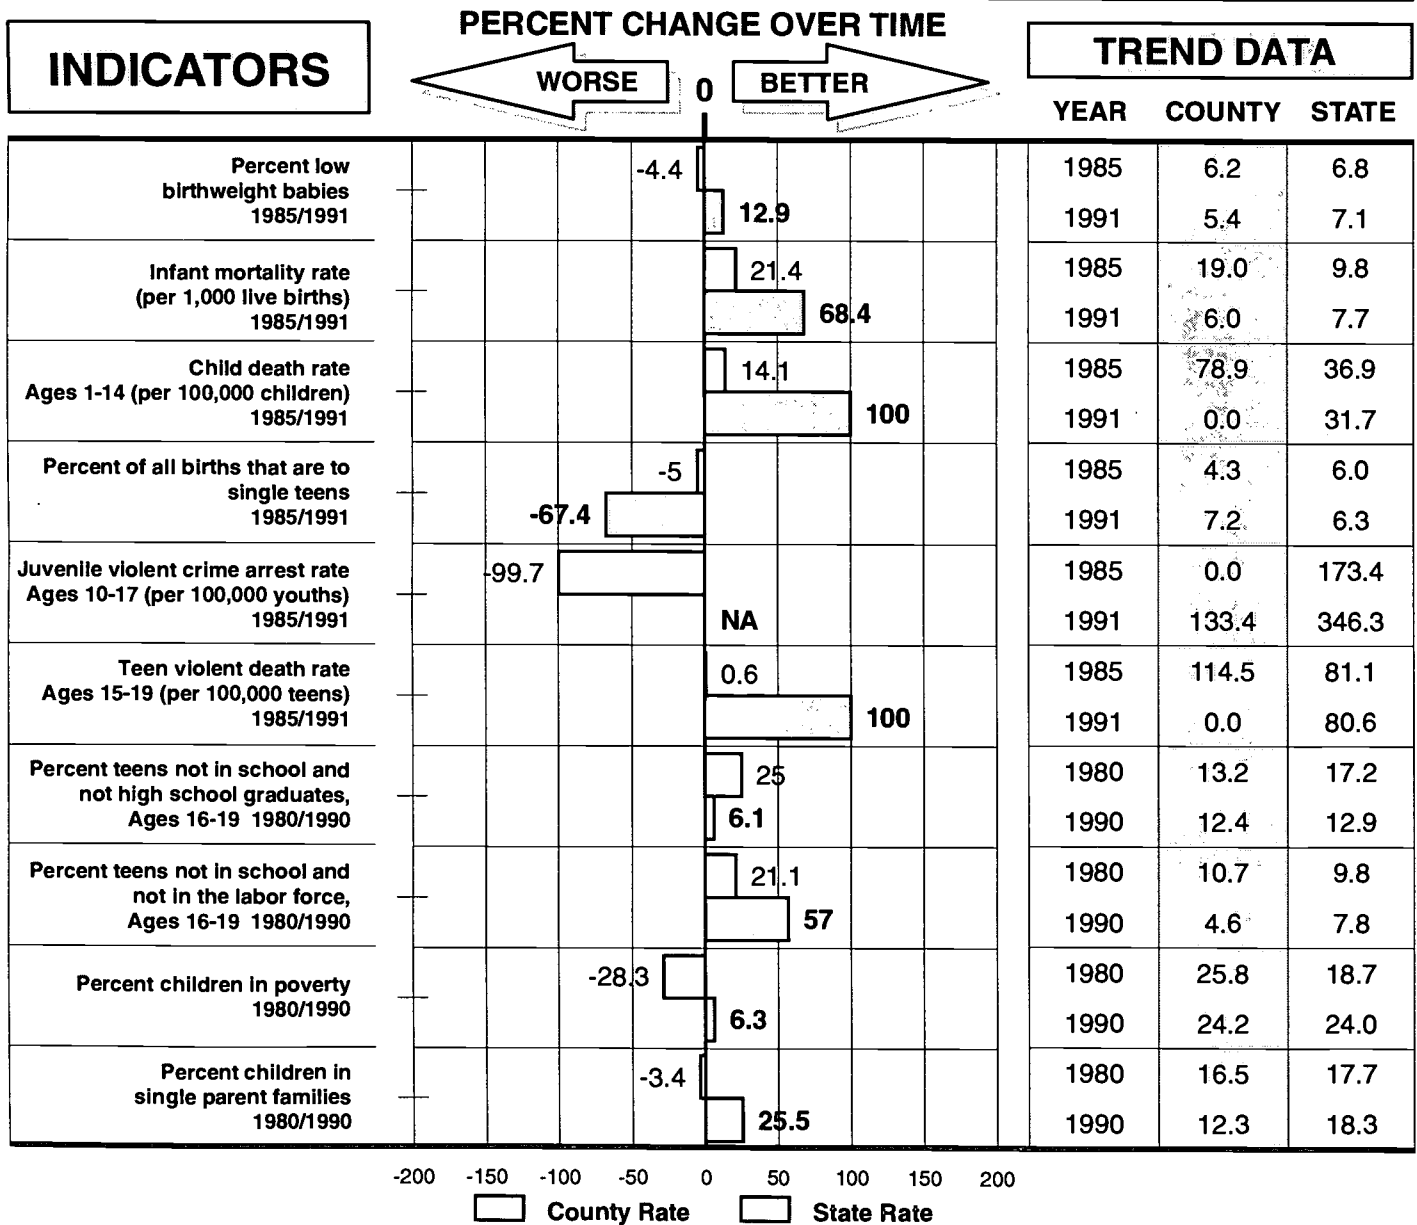 PERCENT CHANGE OVER TIME
INDICATORS
WORSE
0
BETTER
TREND DATA
YEAR COUNTY STATE
Percent low
birthweight babies
1985/1991
-4.4
12.9
1985 6.2 6.8
1991 5.4 7.1
Infant mortality rate
(per 1,000 live births)
1985/1991
21.4
68.4
1985 19.0 9.8
1991 6.0 7.7
Child death rate
Ages 1-14 (per 100,000 children)
1985/1991
14.1
100
1985 78.9 36.9
1991 0.0 31.7
Percent of all births that are to
single teens
1985/1991
-5
-67.4
1985 4.3 6.0
1991 7.2 6.3
Juvenile violent crime arrest rate
Ages 10-17 (per 100,000 youths)
1985/1991
-99.7
NA
1985 0.0 173.4
1991 133.4 346.3
Teen violent death rate
Ages 15-19 (per 100,000 teens)
1985/1991
0.6
100
1985 114.5 81.1
1991 0.0 80.6
Percent teens not in school and
not high school graduates,
Ages 16-19 1980/1990
25
6.1
1980 13.2 17.2
1990 12.4 12.9
Percent teens not in school and
not in the labor force,
Ages 16-19 1980/1990
21.1
57
1980 10.7 9.8
1990 4.6 7.8
Percent children in poverty
1980/1990
-28.3
6.3
1980 25.8 18.7
1990 24.2 24.0
Percent children in
single parent families
1980/1990
-3.4
25.5
1980 16.5 17.7
1990 12.3 18.3
-200 -150 -100 -50 0 50 100 150 200
County Rate State Rate